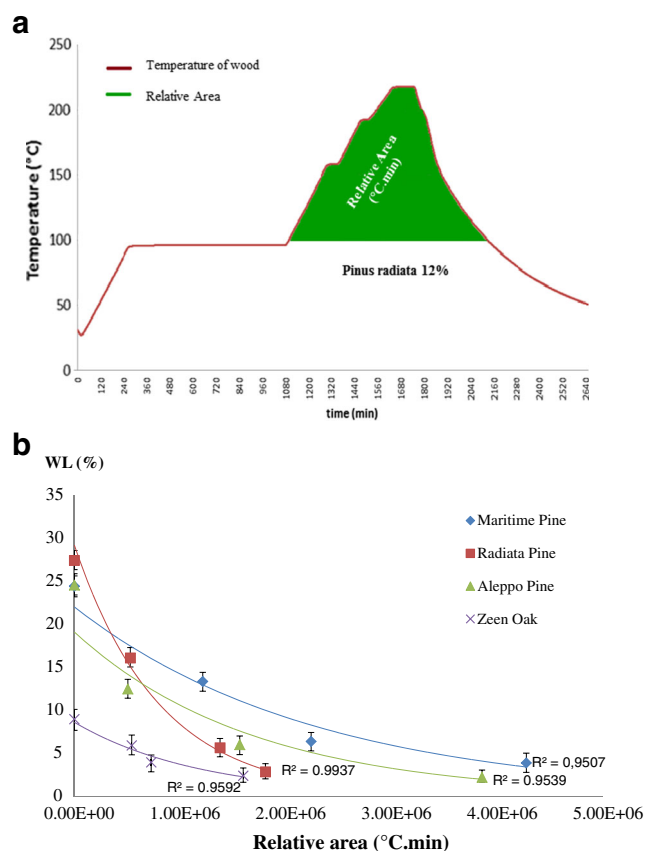 a
250
200
150
100
50
0
Temperature (°C)
Temperature of wood
Relative Area
Relative Area
(°C.min)
Pinus radiata 12%
0
120
240
360
480
600
720
840
960
1080
1200
1320
1440
1560
1680
1800
1920
2040
2160
2280
2400
2520
2640
time (min)
b
WL (%)
35
30
25
20
15
10
5
0
Maritime Pine
Radiata Pine
Aleppo Pine
Zeen Oak
R² = 0,9507
R² = 0.9937
R² = 0.9539
R² = 0.9592
0.00E+00
1.00E+06
2.00E+06
3.00E+06
4.00E+06
5.00E+06
Relative area (°C.min)